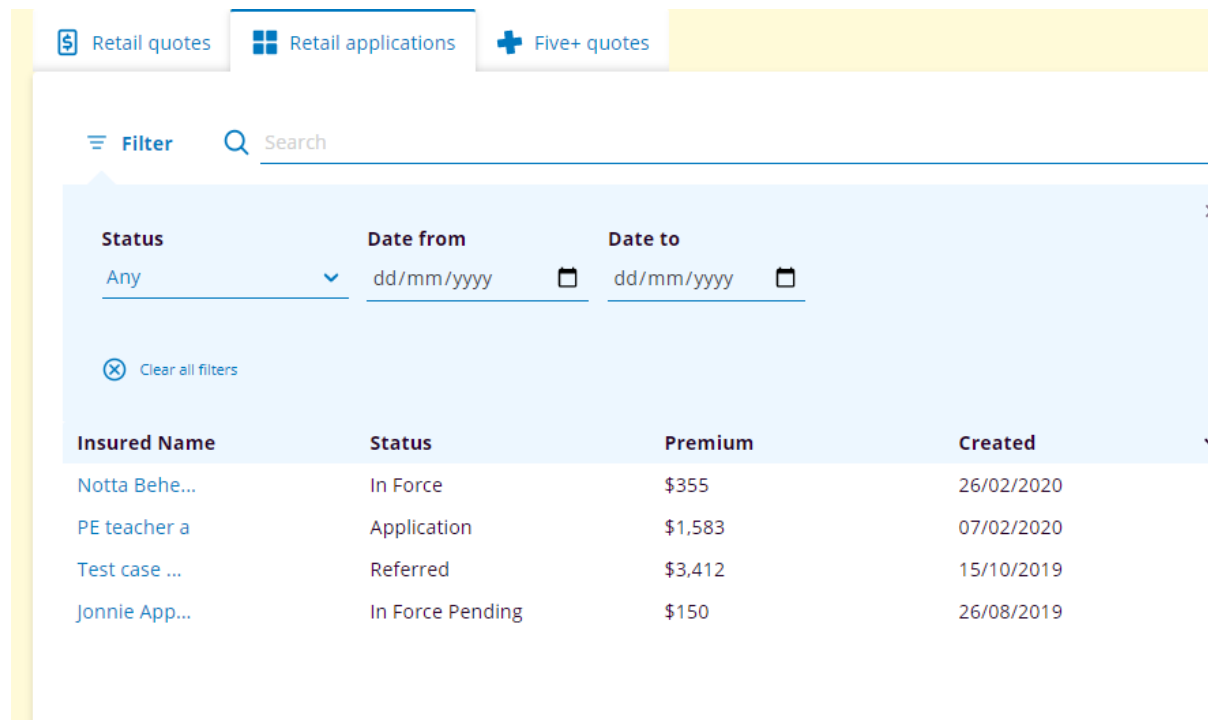 Retail quotes Retail applications Five+ quotes
Filter Search
Status Date from Date to
Any dd/mm/yyyy dd/mm/yyyy
Clear all filters
Insured Name Status Premium Created
Notta Behe... In Force $355 26/02/2020
PE teacher a Application $1,583 07/02/2020
Test case ... Referred $3,412 15/10/2019
Jonnie App... In Force Pending $150 26/08/2019